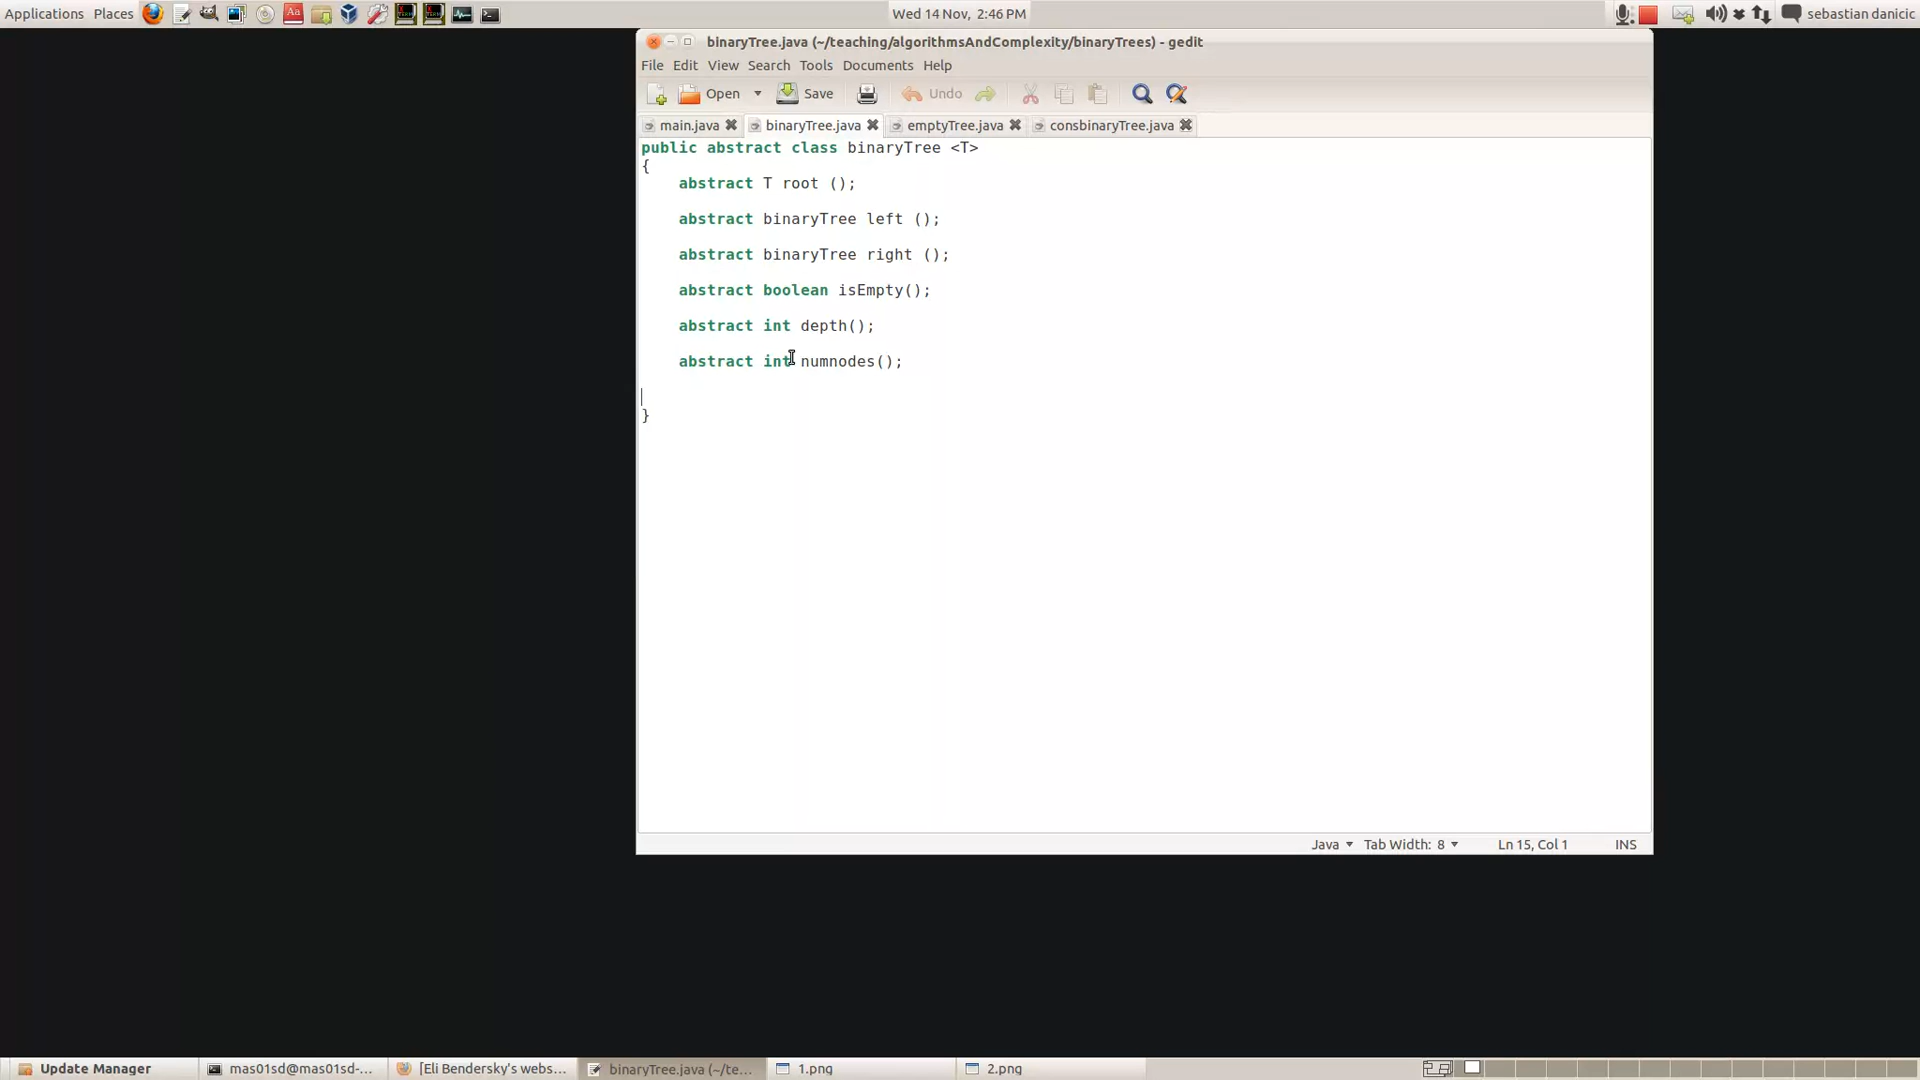 Applications Places Aa Wed 14 Nov, 2:46 PM sebastian danicic
binaryTree.java (~/teaching/algorithmsAndComplexity/binaryTrees) - gedit
File Edit View Search Tools Documents Help
Open Save Undo
main.java binaryTree.java emptyTree.java consbinaryTree.java
public abstract class binaryTree <T>
{
abstract T root ();
abstract binaryTree left ();
abstract binaryTree right ();
abstract boolean isEmpty();
abstract int depth();
abstract int numnodes();
}
Java Tab Width: 8 Ln 15, Col 1 INS
Update Manager mas01sd@mas01sd-... [Eli Bendersky's webs... binaryTree.java (~/te... 1.png 2.png